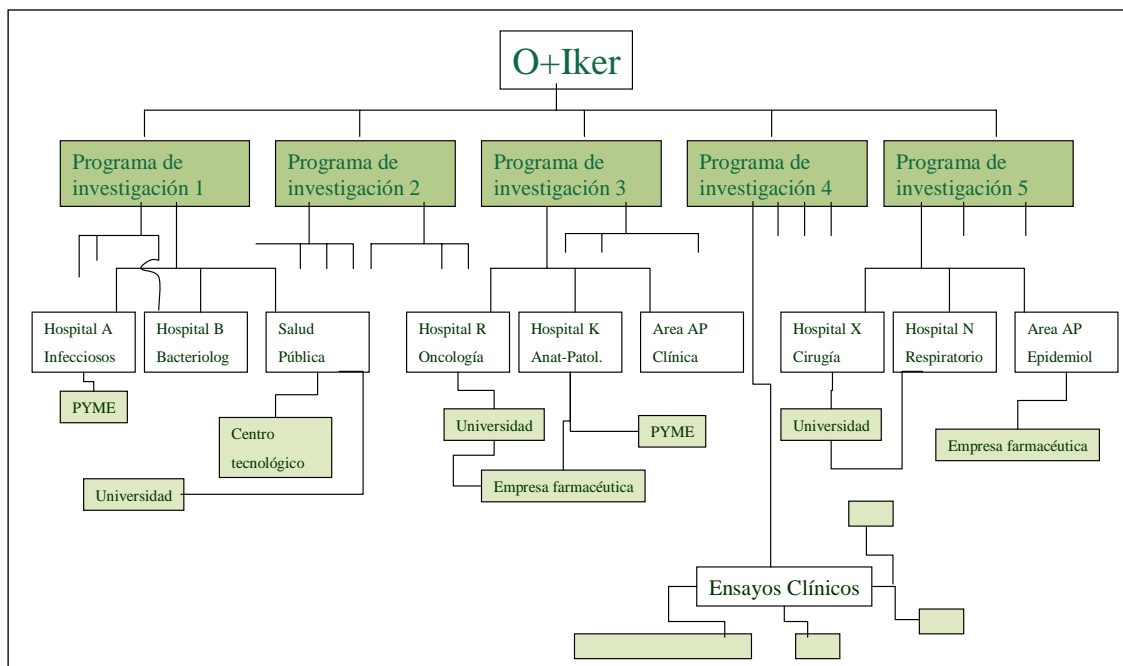 O+Iker
Programa de
investigación 1
Programa de
investigación 2
Programa de
investigación 3
Programa de
investigación 4
Programa de
investigación 5
Hospital A
Infecciosos
Hospital B
Bacteriolog
Salud
Pública
Hospital R
Oncología
Hospital K
Anat-Patol.
Area AP
Clínica
Hospital X
Cirugía
Hospital N
Respiratorio
Area AP
Epidemiol
PYME
Centro
tecnológico
Universidad
Universidad
PYME
Empresa farmacéutica
Universidad
Empresa farmacéutica
Ensayos Clínicos